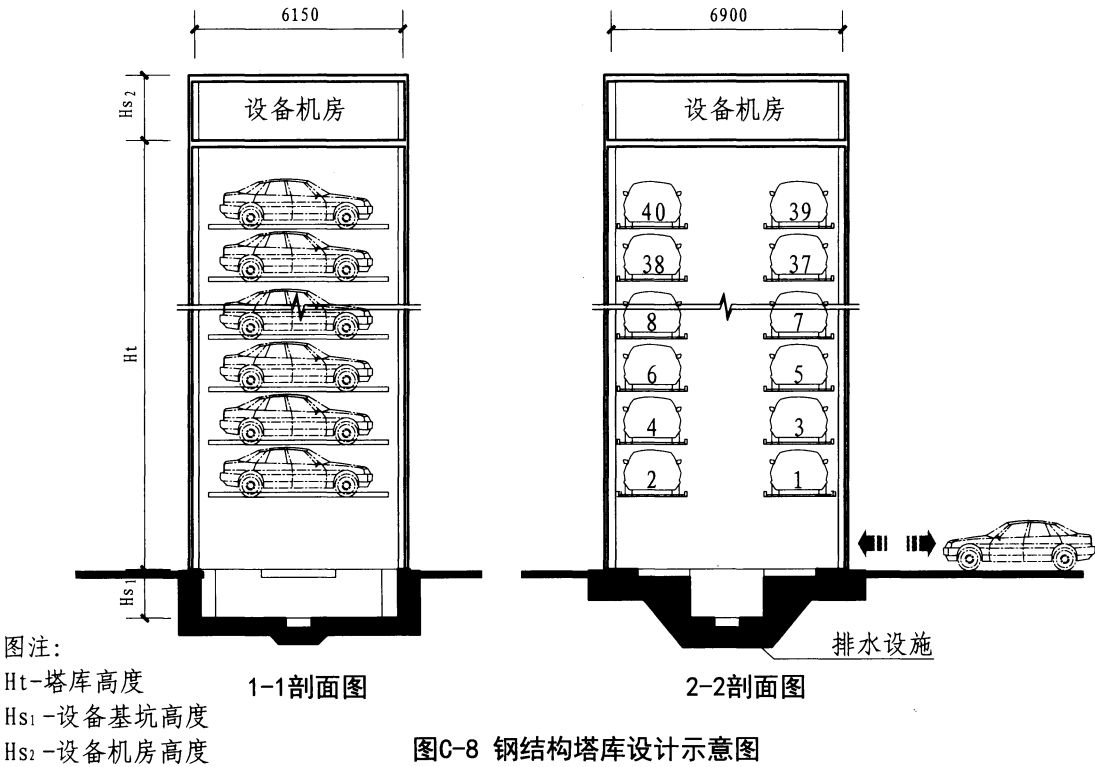 6150
6900
Hs₂
设备机房
设备机房
Ht
40
39
38
37
8
7
6
5
4
3
2
1
Hs₁
排水设施
图注:
Ht-塔库高度
Hs₁-设备基坑高度
Hs₂-设备机房高度
1-1剖面图
2-2剖面图
图C-8 钢结构塔库设计示意图